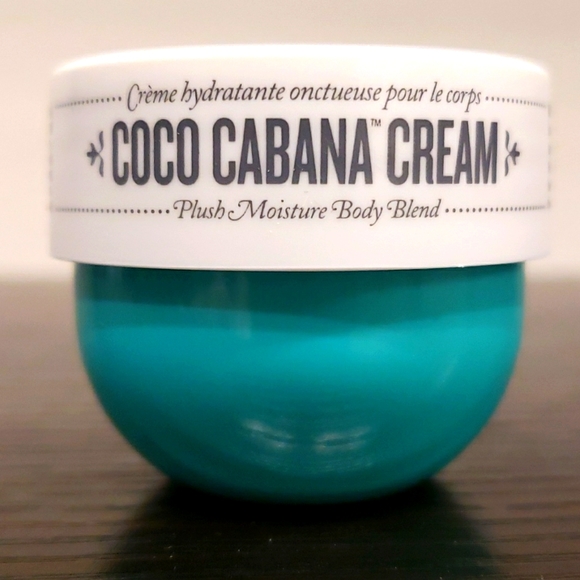 Crème hydratante onctueuse pour le corps
COCO CABANA™ CREAM
Plush Moisture Body Blend